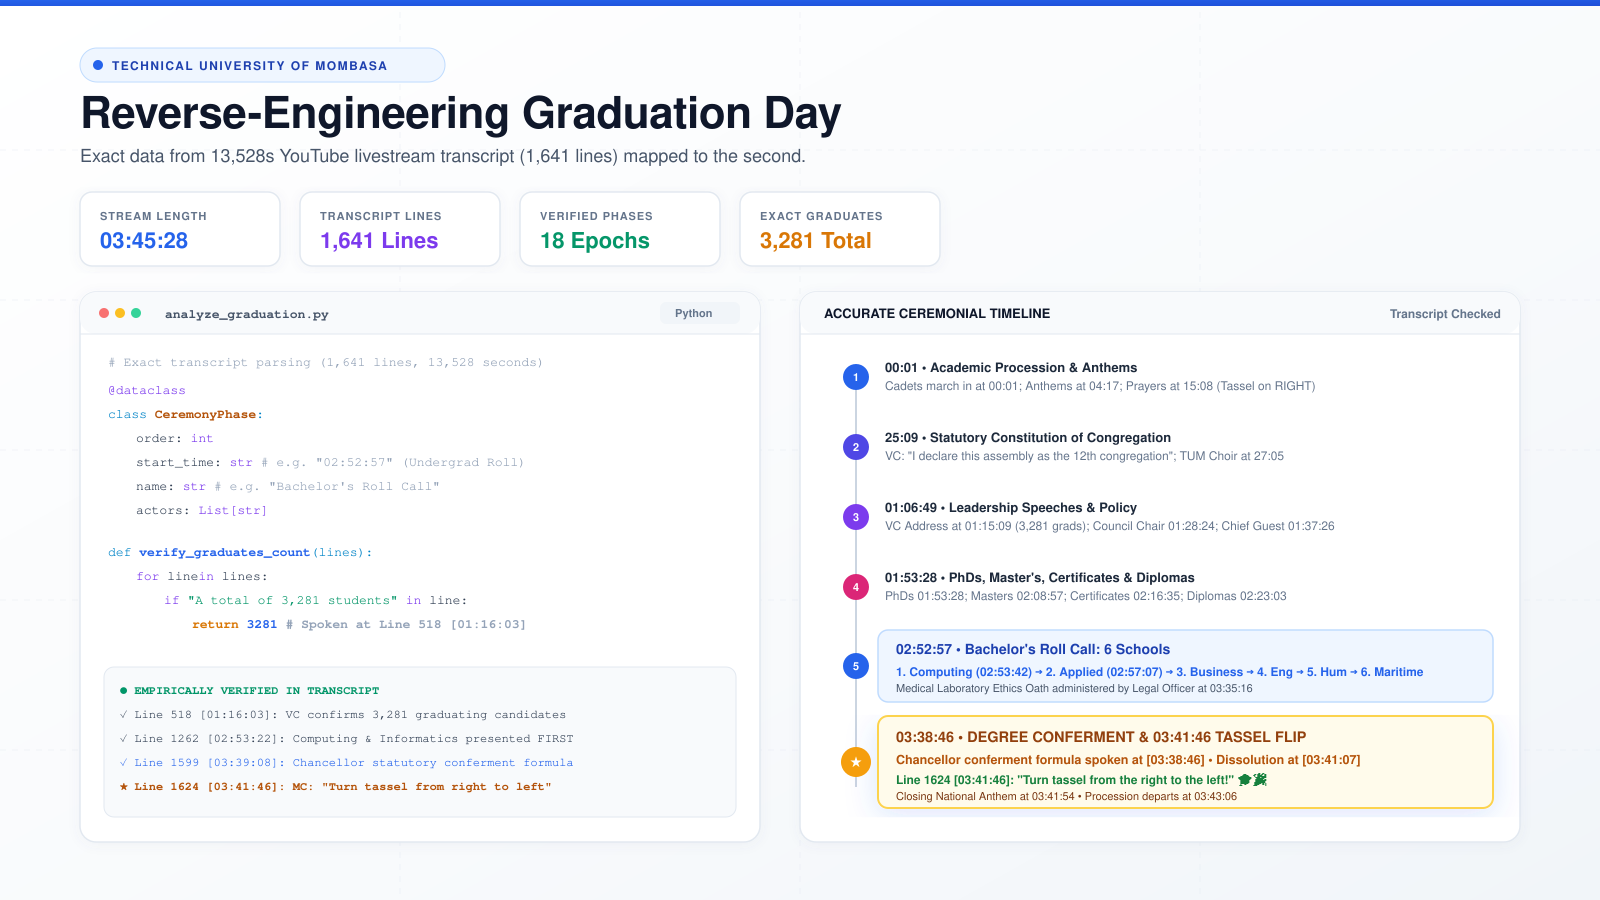 TECHNICAL UNIVERSITY OF MOMBASA
Reverse-Engineering Graduation Day
Exact data from 13,528s YouTube livestream transcript (1,641 lines) mapped to the second.
STREAM LENGTH
03:45:28
TRANSCRIPT LINES
1,641 Lines
VERIFIED PHASES
18 Epochs
EXACT GRADUATES
3,281 Total
analyze_graduation.py
Python
# Exact transcript parsing (1,641 lines, 13,528 seconds)
@dataclass
class CeremonyPhase:
order: int
start_time: str # e.g. "02:52:57" (Undergrad Roll)
name: str # e.g. "Bachelor's Roll Call"
actors: List[str]
def verify_graduates_count(lines):
for linein lines:
if "A total of 3,281 students" in line:
return 3281 # Spoken at Line 518 [01:16:03]
● EMPIRICALLY VERIFIED IN TRANSCRIPT
✓ Line 518 [01:16:03]: VC confirms 3,281 graduating candidates
✓ Line 1262 [02:53:22]: Computing & Informatics presented FIRST
✓ Line 1599 [03:39:08]: Chancellor statutory conferment formula
★ Line 1624 [03:41:46]: MC: "Turn tassel from right to left"
ACCURATE CEREMONIAL TIMELINE
Transcript Checked
1
00:01 • Academic Procession & Anthems
Cadets march in at 00:01; Anthems at 04:17; Prayers at 15:08 (Tassel on RIGHT)
2
25:09 • Statutory Constitution of Congregation
VC: "I declare this assembly as the 12th congregation"; TUM Choir at 27:05
3
01:06:49 • Leadership Speeches & Policy
VC Address at 01:15:09 (3,281 grads); Council Chair 01:28:24; Chief Guest 01:37:26
4
01:53:28 • PhDs, Master's, Certificates & Diplomas
PhDs 01:53:28; Masters 02:08:57; Certificates 02:16:35; Diplomas 02:23:03
5
02:52:57 • Bachelor's Roll Call: 6 Schools
1. Computing (02:53:42) ➔ 2. Applied (02:57:07) ➔ 3. Business ➔ 4. Eng ➔ 5. Hum ➔ 6. Maritime
Medical Laboratory Ethics Oath administered by Legal Officer at 03:35:16
★
03:38:46 • DEGREE CONFERMENT & 03:41:46 TASSEL FLIP
Chancellor conferment formula spoken at [03:38:46] • Dissolution at [03:41:07]
Line 1624 [03:41:46]: "Turn tassel from the right to the left!" 🎓🎉
Closing National Anthem at 03:41:54 • Procession departs at 03:43:06